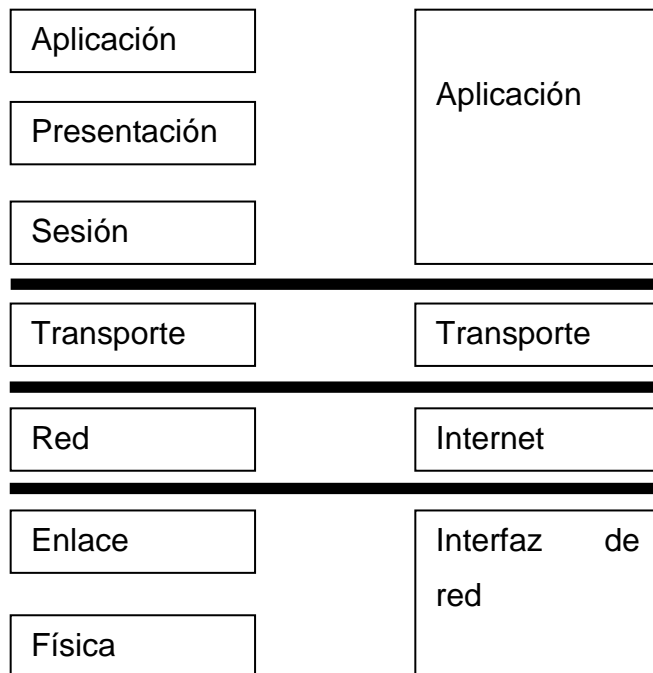 Aplicación
Presentación
Sesión
Aplicación
Transporte
Transporte
Red
Internet
Enlace
Física
Interfaz de
red